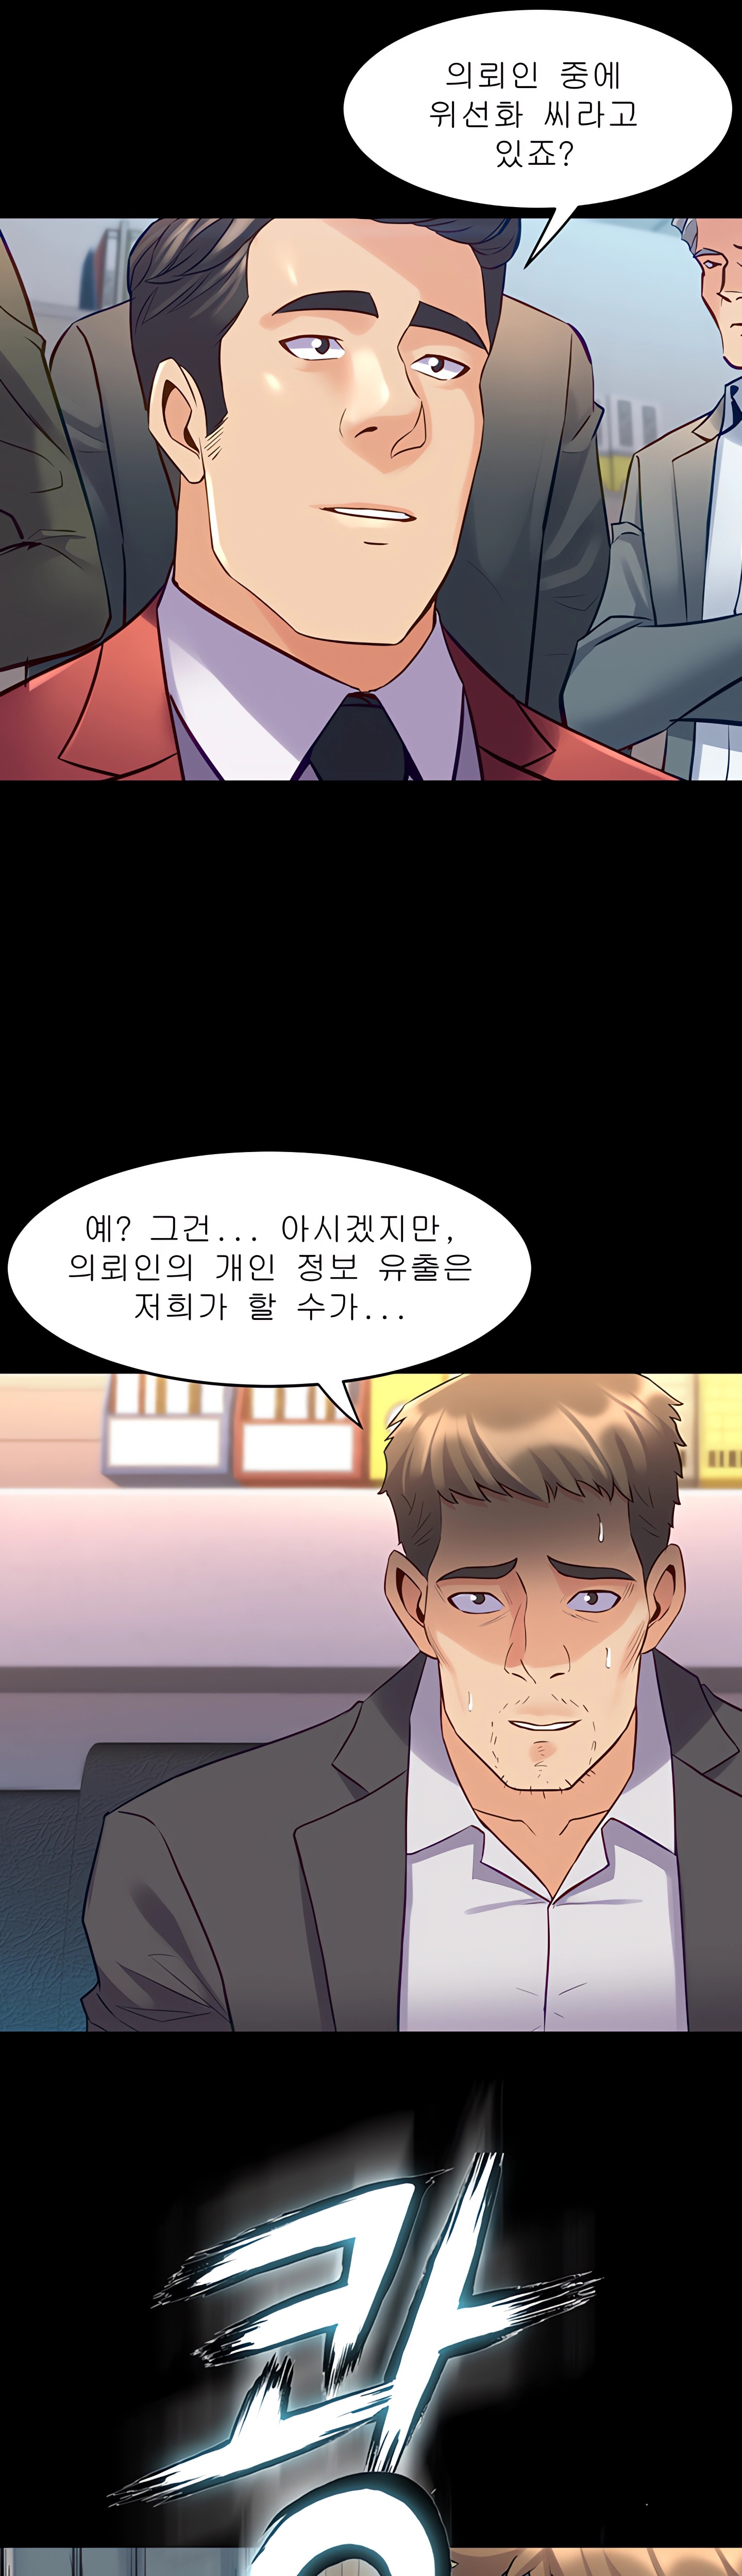 의뢰인 중에
위선화 씨라고
있죠?
예? 그건... 아시겠지만,
의뢰인의 개인 정보 유출은
저희가 할 수가...
쾅